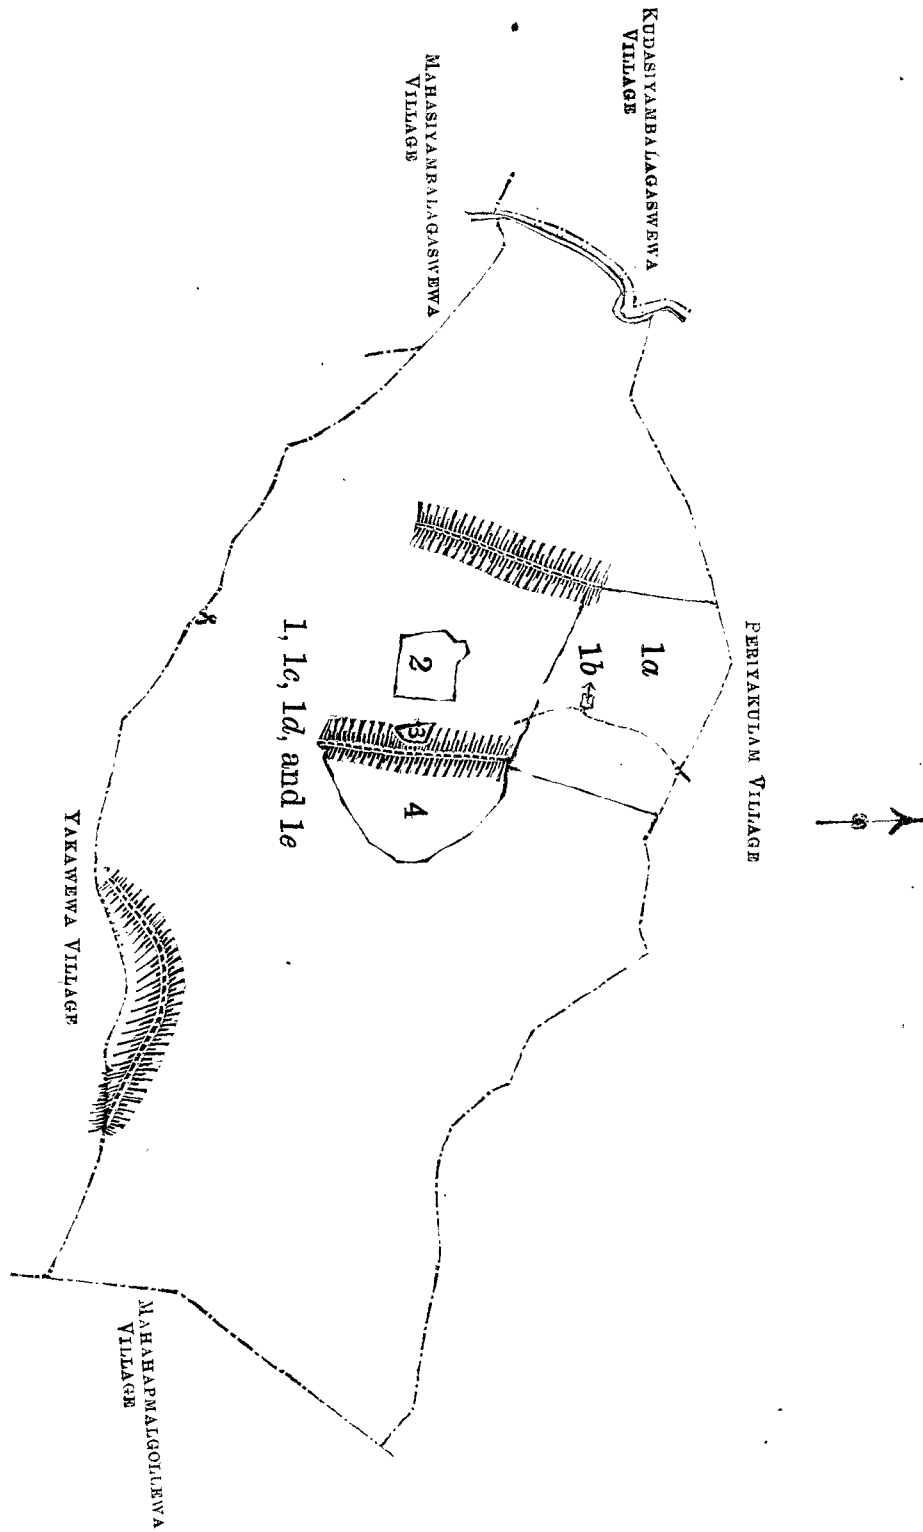 KUDASIYAMBALAGASWEWA
VILLAGE
MAHASIYAMBALAGASWEWA
VILLAGE
PERIYAKULAM VILLAGE
1a
1b
2
3
4
1, 1c, 1d, and 1e
YAKAWEWA VILLAGE
MAHAHAPMALGOLLEWA
VILLAGE